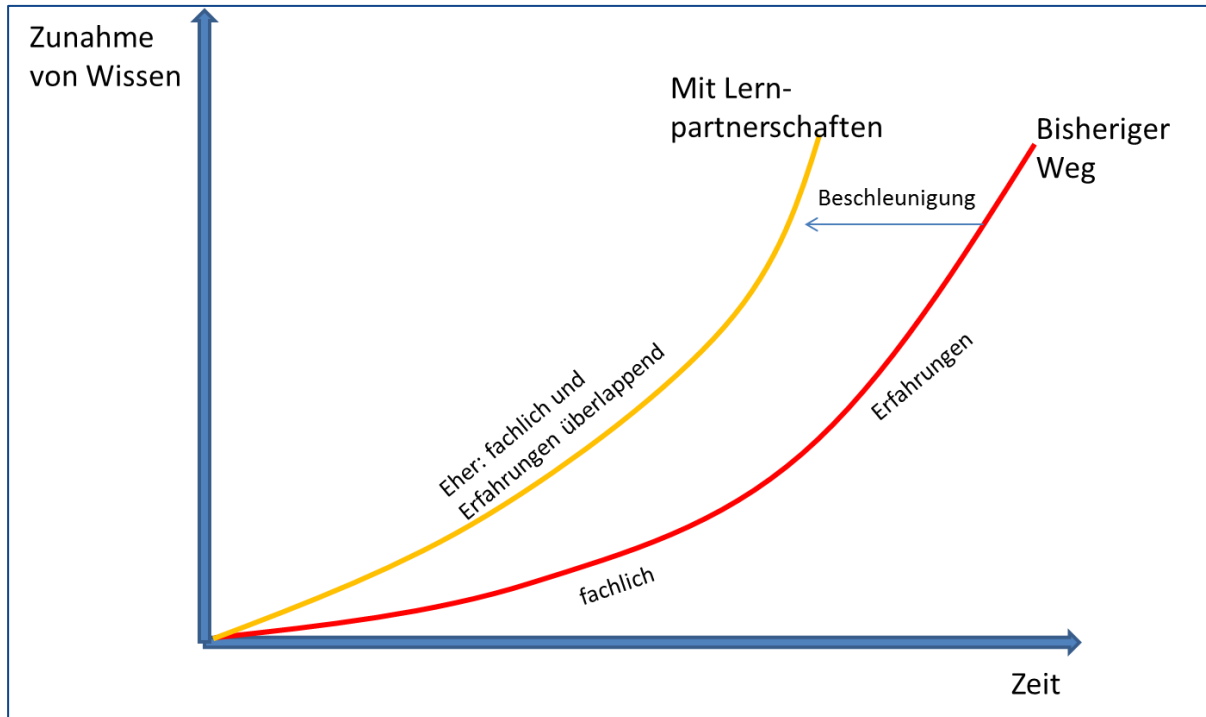 Zunahme
von Wissen
Mit Lern-
partnerschaften
Bisheriger
Weg
Beschleunigung
Eher: fachlich und
Erfahrungen überlappend
Erfahrungen
fachlich
Zeit